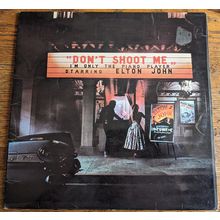 "DON'T SHOOT ME„
I'M ONLY THE PIANO PLAYER
STARRING ELTON JOHN